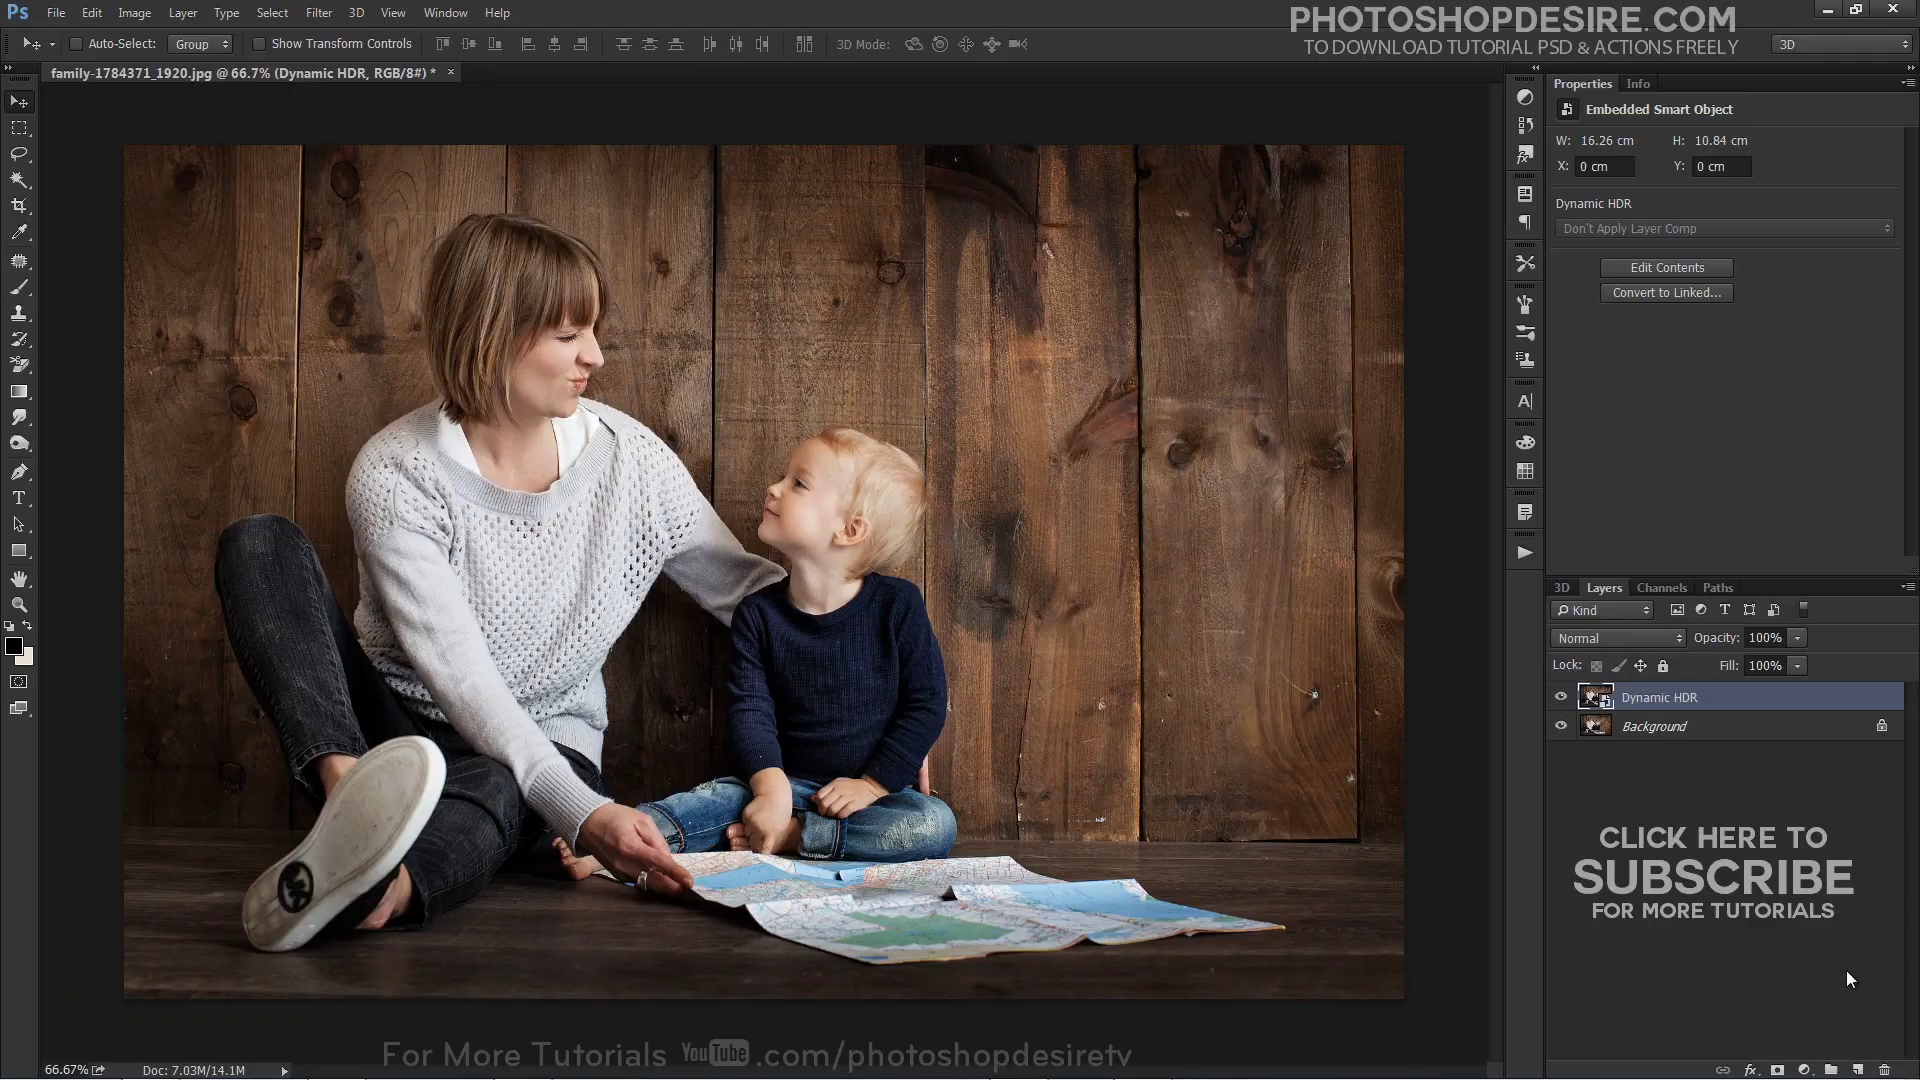 Ps File Edit Image Layer Type Select Filter 3D View Window Help
PHOTOSHOPDESIRE.COM
TO DOWNLOAD TUTORIAL PSD & ACTIONS FREELY
Auto-Select: Group Show Transform Controls 3D Mode: 3D
family-1784371_1920.jpg @ 66.7% (Dynamic HDR, RGB/8#) *
Properties Info
Embedded Smart Object
W: 16.26 cm H: 10.84 cm
X: 0 cm Y: 0 cm
Dynamic HDR
Don't Apply Layer Comp
Edit Contents
Convert to Linked...
3D Layers Channels Paths
Kind
Normal Opacity: 100%
Lock: Fill: 100%
Dynamic HDR
Background
CLICK HERE TO
SUBSCRIBE
FOR MORE TUTORIALS
For More Tutorials YouTube.com/photoshopdesiretv
66.67% Doc: 7.03M/14.1M